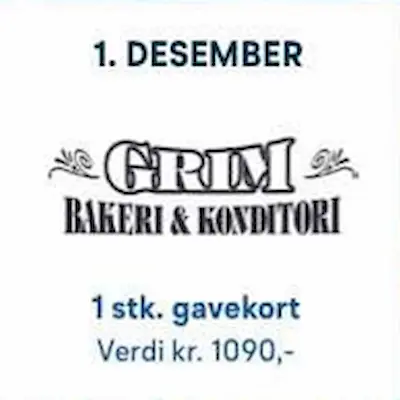 1. DESEMBER
GRIM
BAKERI & KONDITORI
1 stk. gavekort
Verdi kr. 1090,-